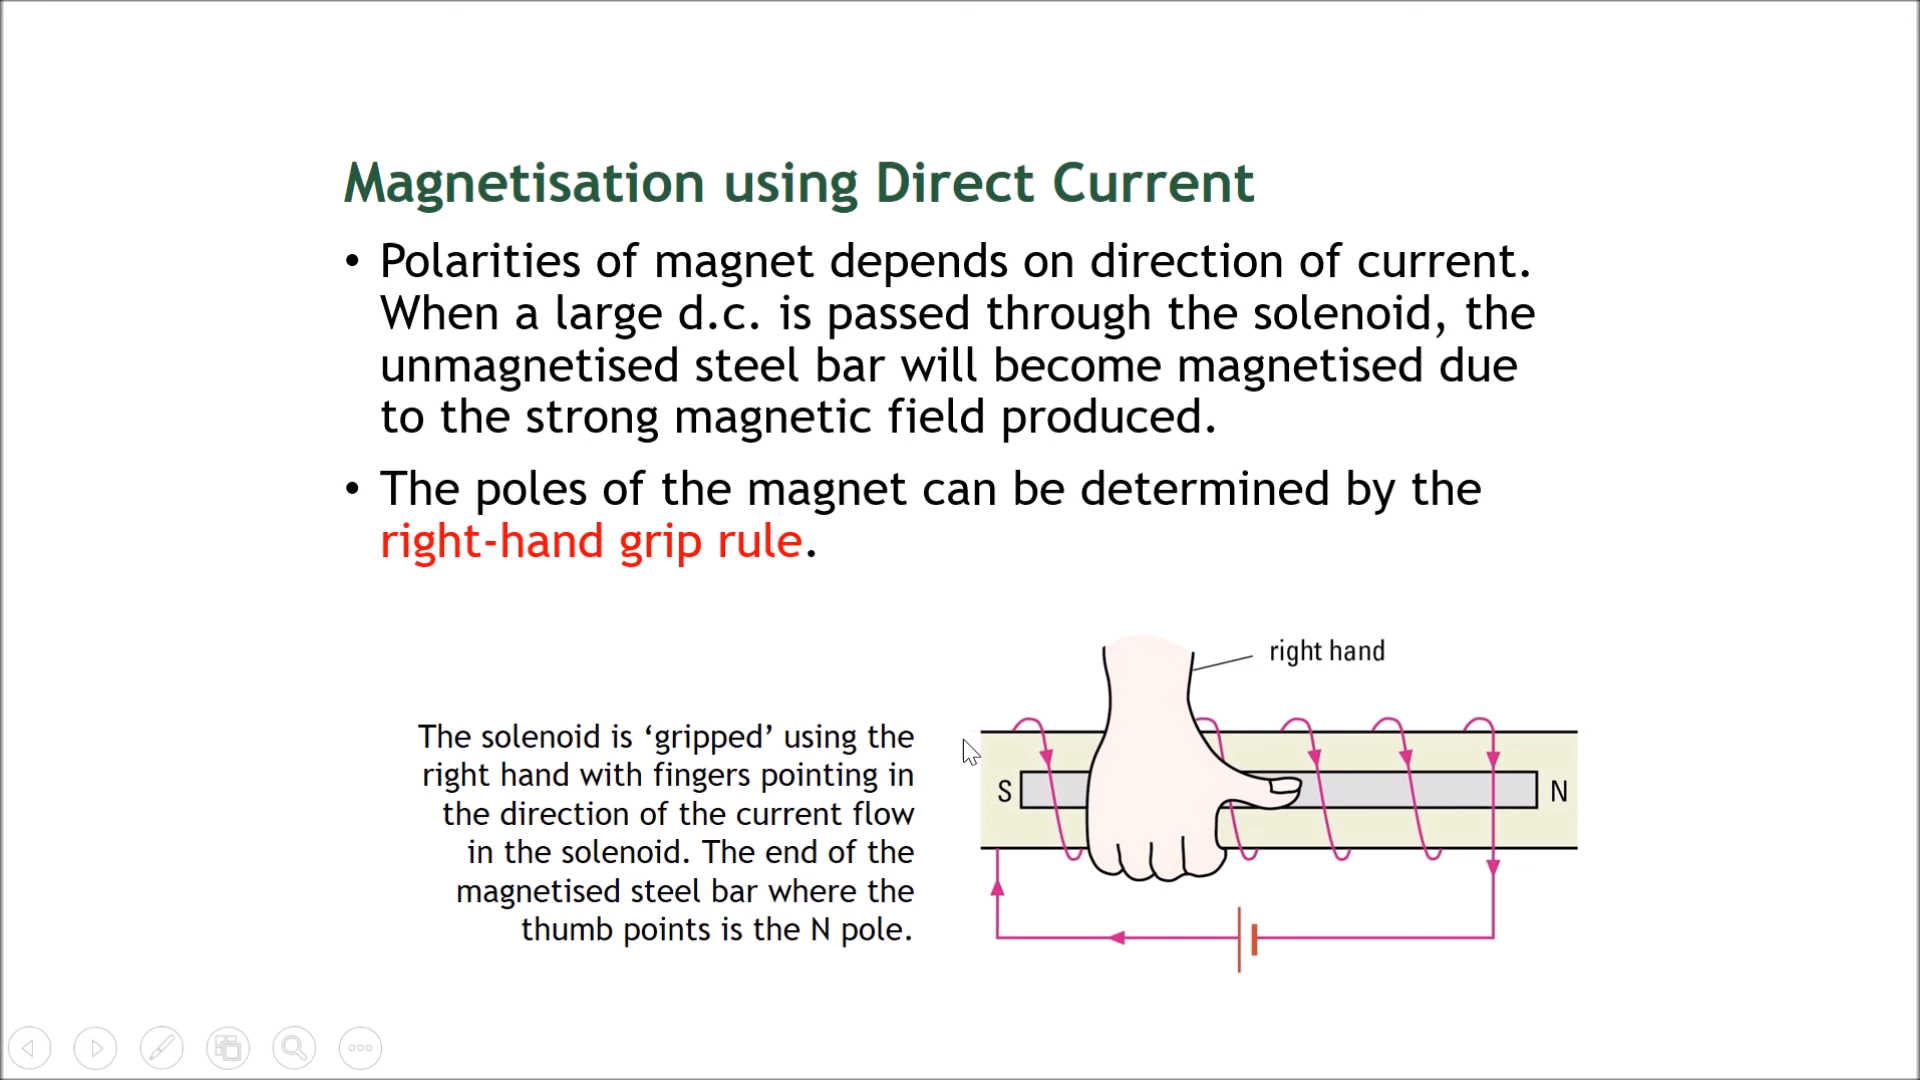 Magnetisation using Direct Current
• Polarities of magnet depends on direction of current.
When a large d.c. is passed through the solenoid, the
unmagnetised steel bar will become magnetised due
to the strong magnetic field produced.
• The poles of the magnet can be determined by the
right-hand grip rule.
right hand
The solenoid is ‘gripped’ using the
right hand with fingers pointing in
the direction of the current flow
in the solenoid. The end of the
magnetised steel bar where the
thumb points is the N pole.
S
N